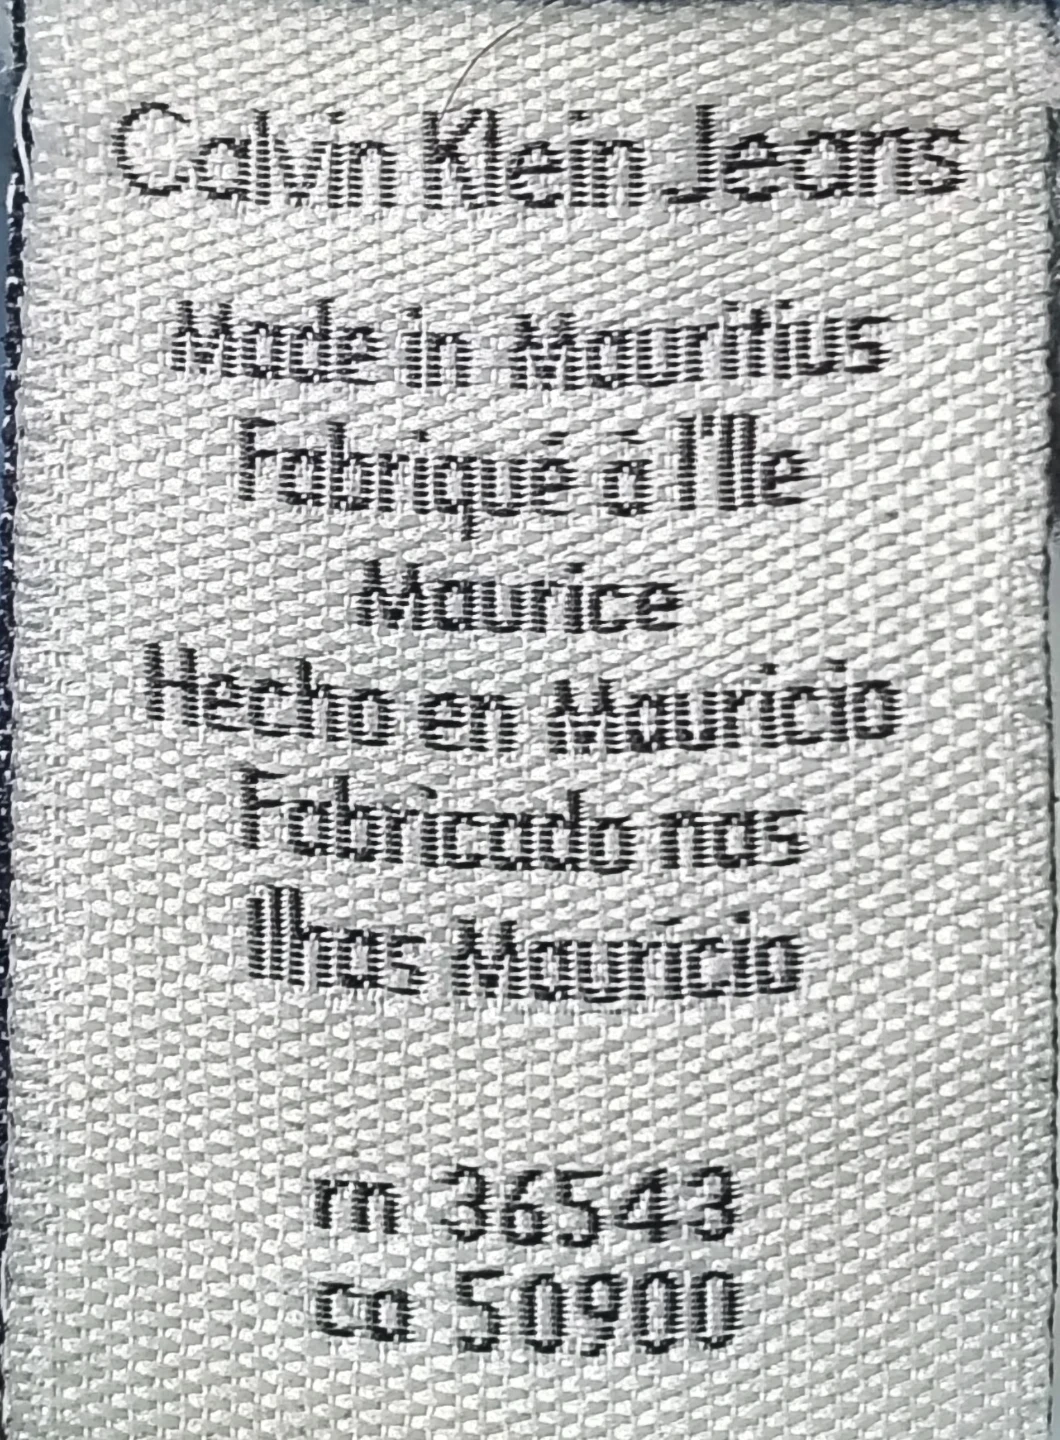 Calvin Klein Jeans
Made in Mauritius
Fabriqué à l'Ile
Maurice
Hecho en Mauricio
Fabricado nas
Ilhas Mauricio
m 36543
ca 50900